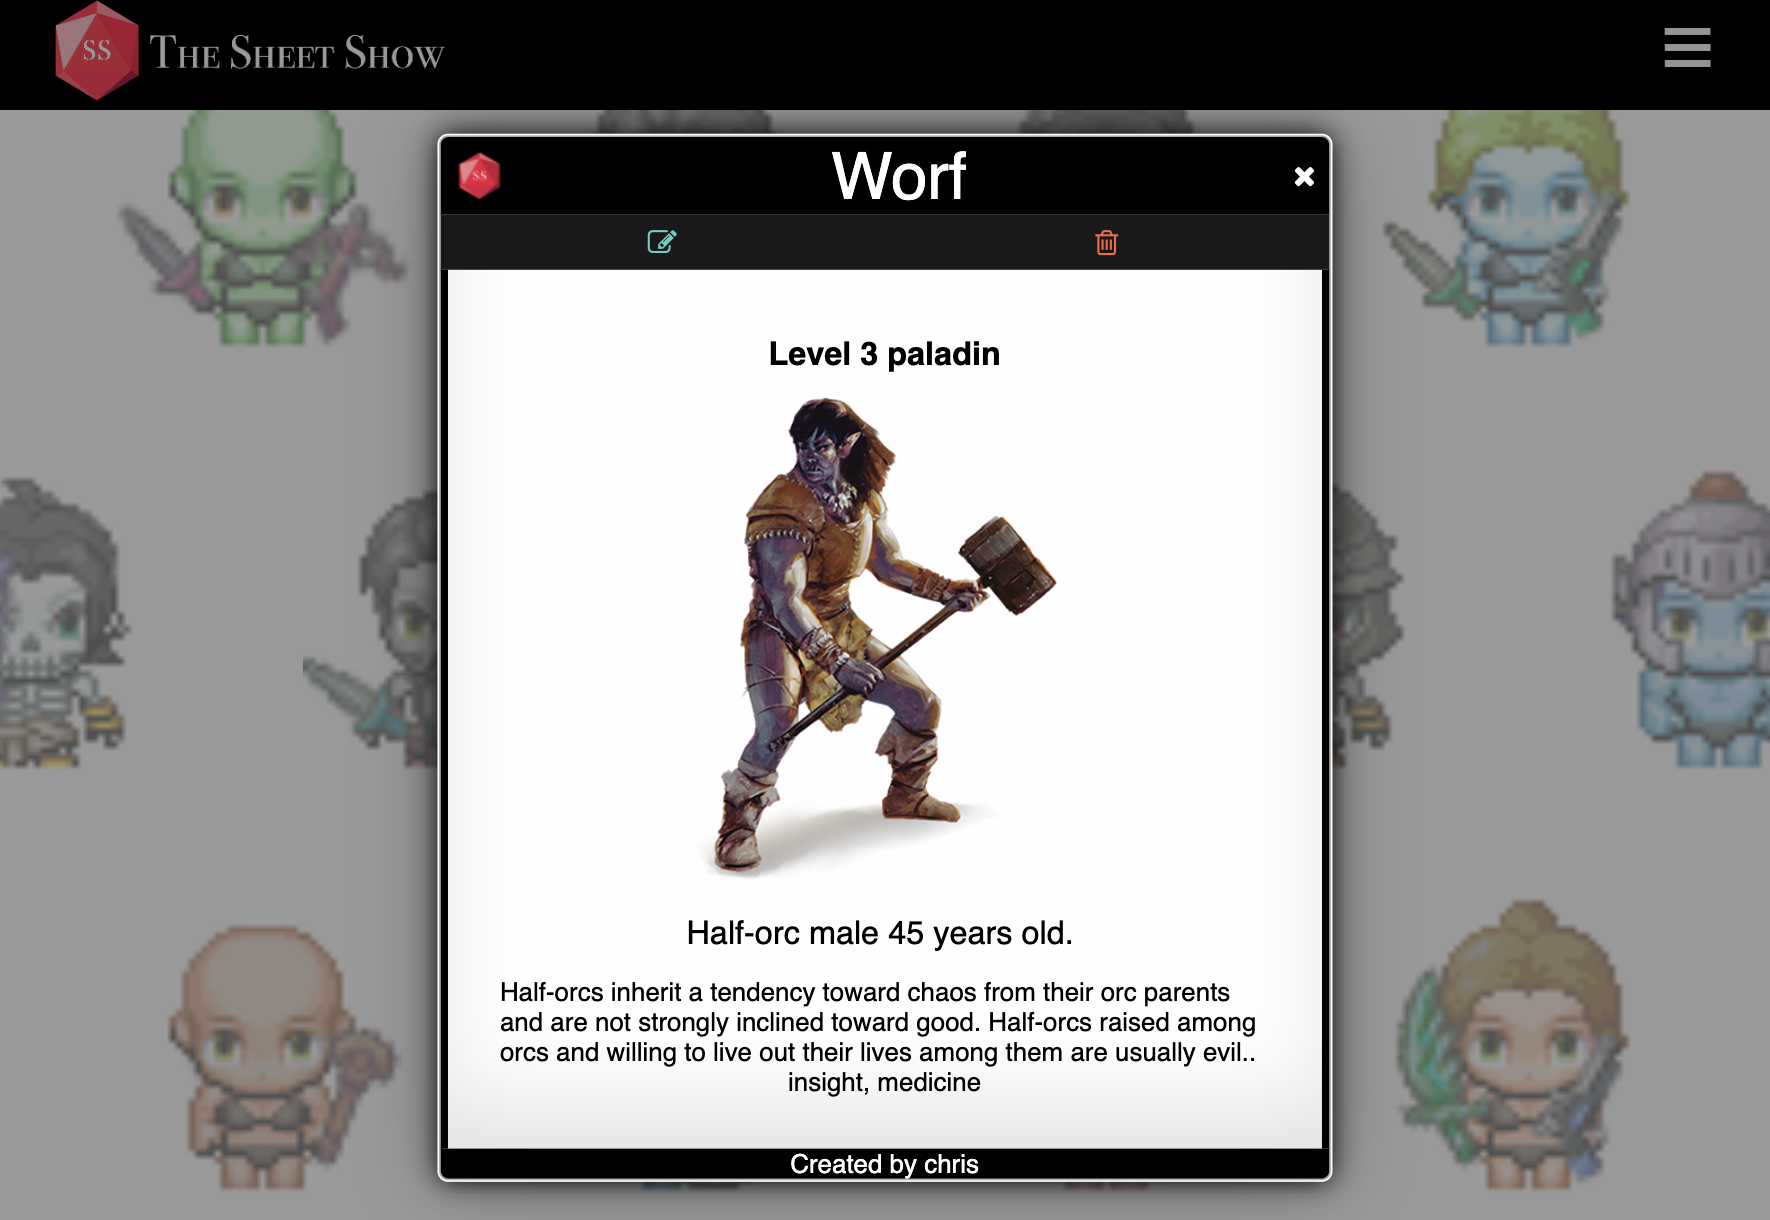 SS The Sheet Show
SS
Worf
Level 3 paladin
Half-orc male 45 years old.
Half-orcs inherit a tendency toward chaos from their orc parents
and are not strongly inclined toward good. Half-orcs raised among
orcs and willing to live out their lives among them are usually evil..
insight, medicine
Created by chris